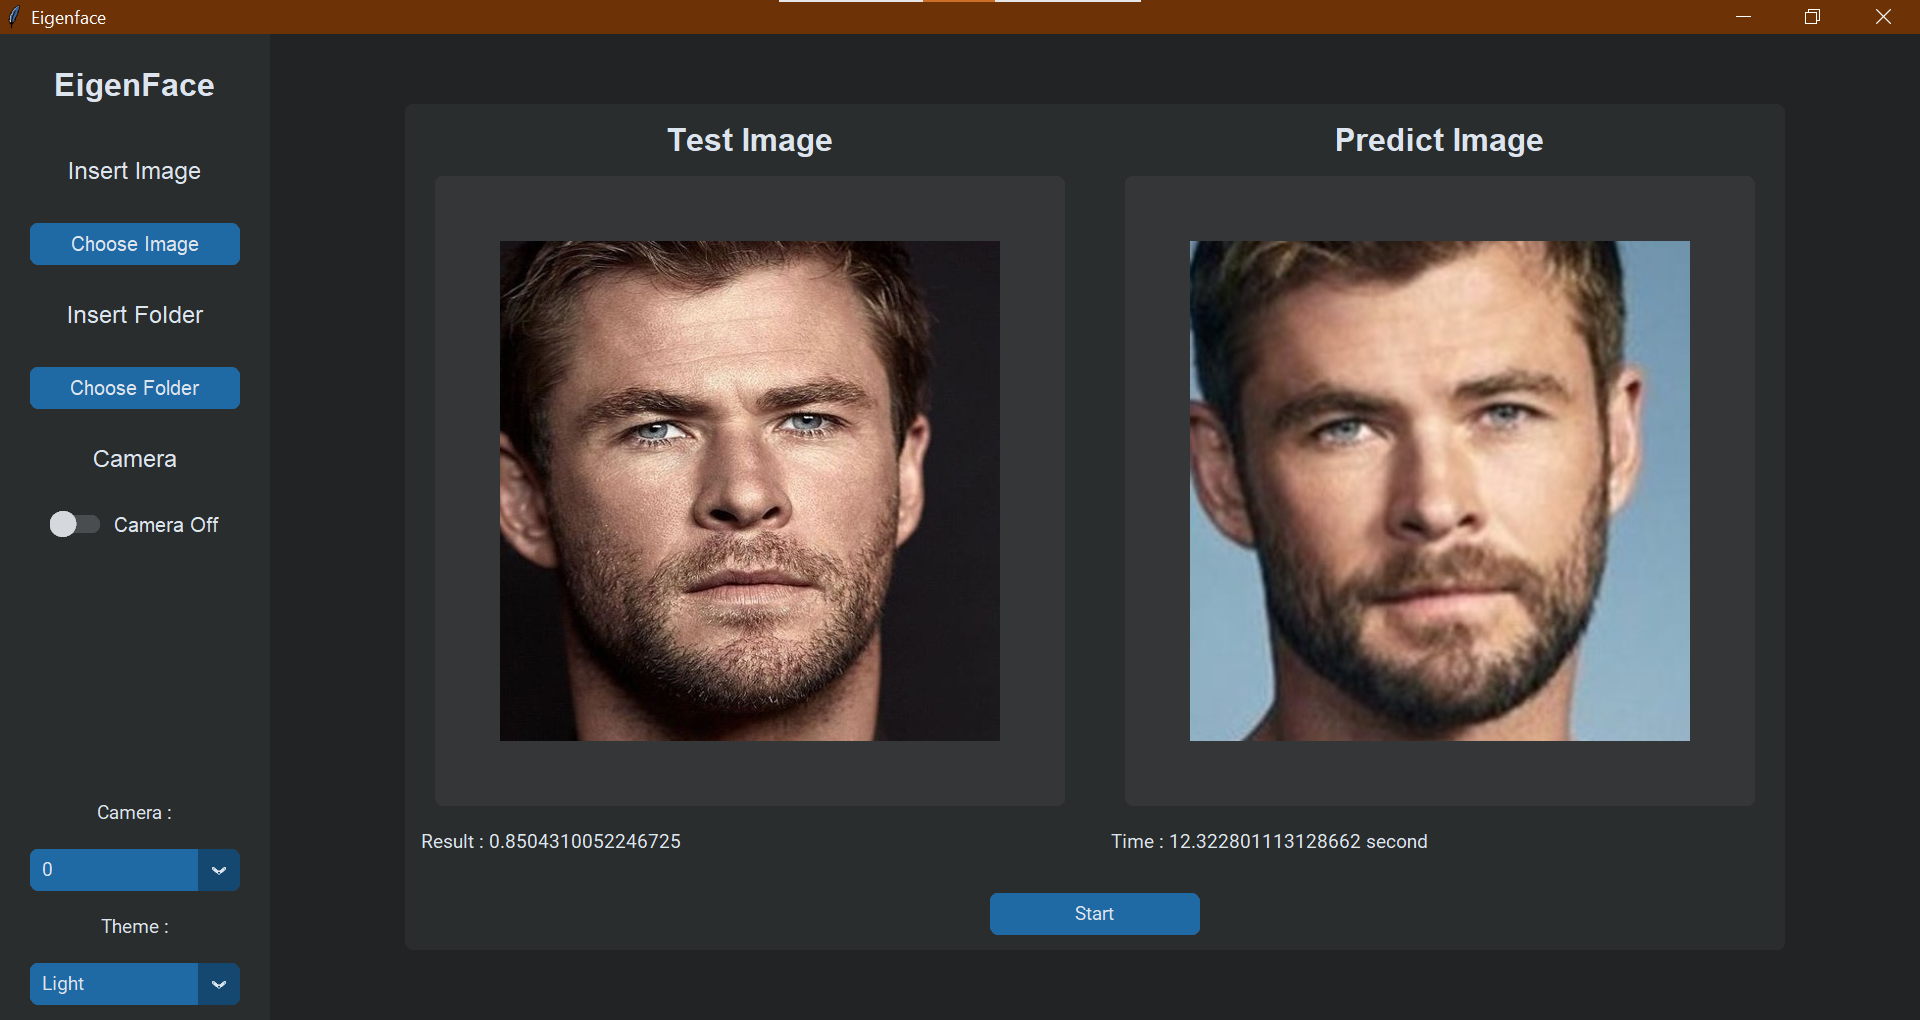 Eigenface
EigenFace
Insert Image
Choose Image
Insert Folder
Choose Folder
Camera
Camera Off
Camera :
0
Theme :
Light
Test Image
Predict Image
Result : 0.8504310052246725
Time : 12.322801113128662 second
Start